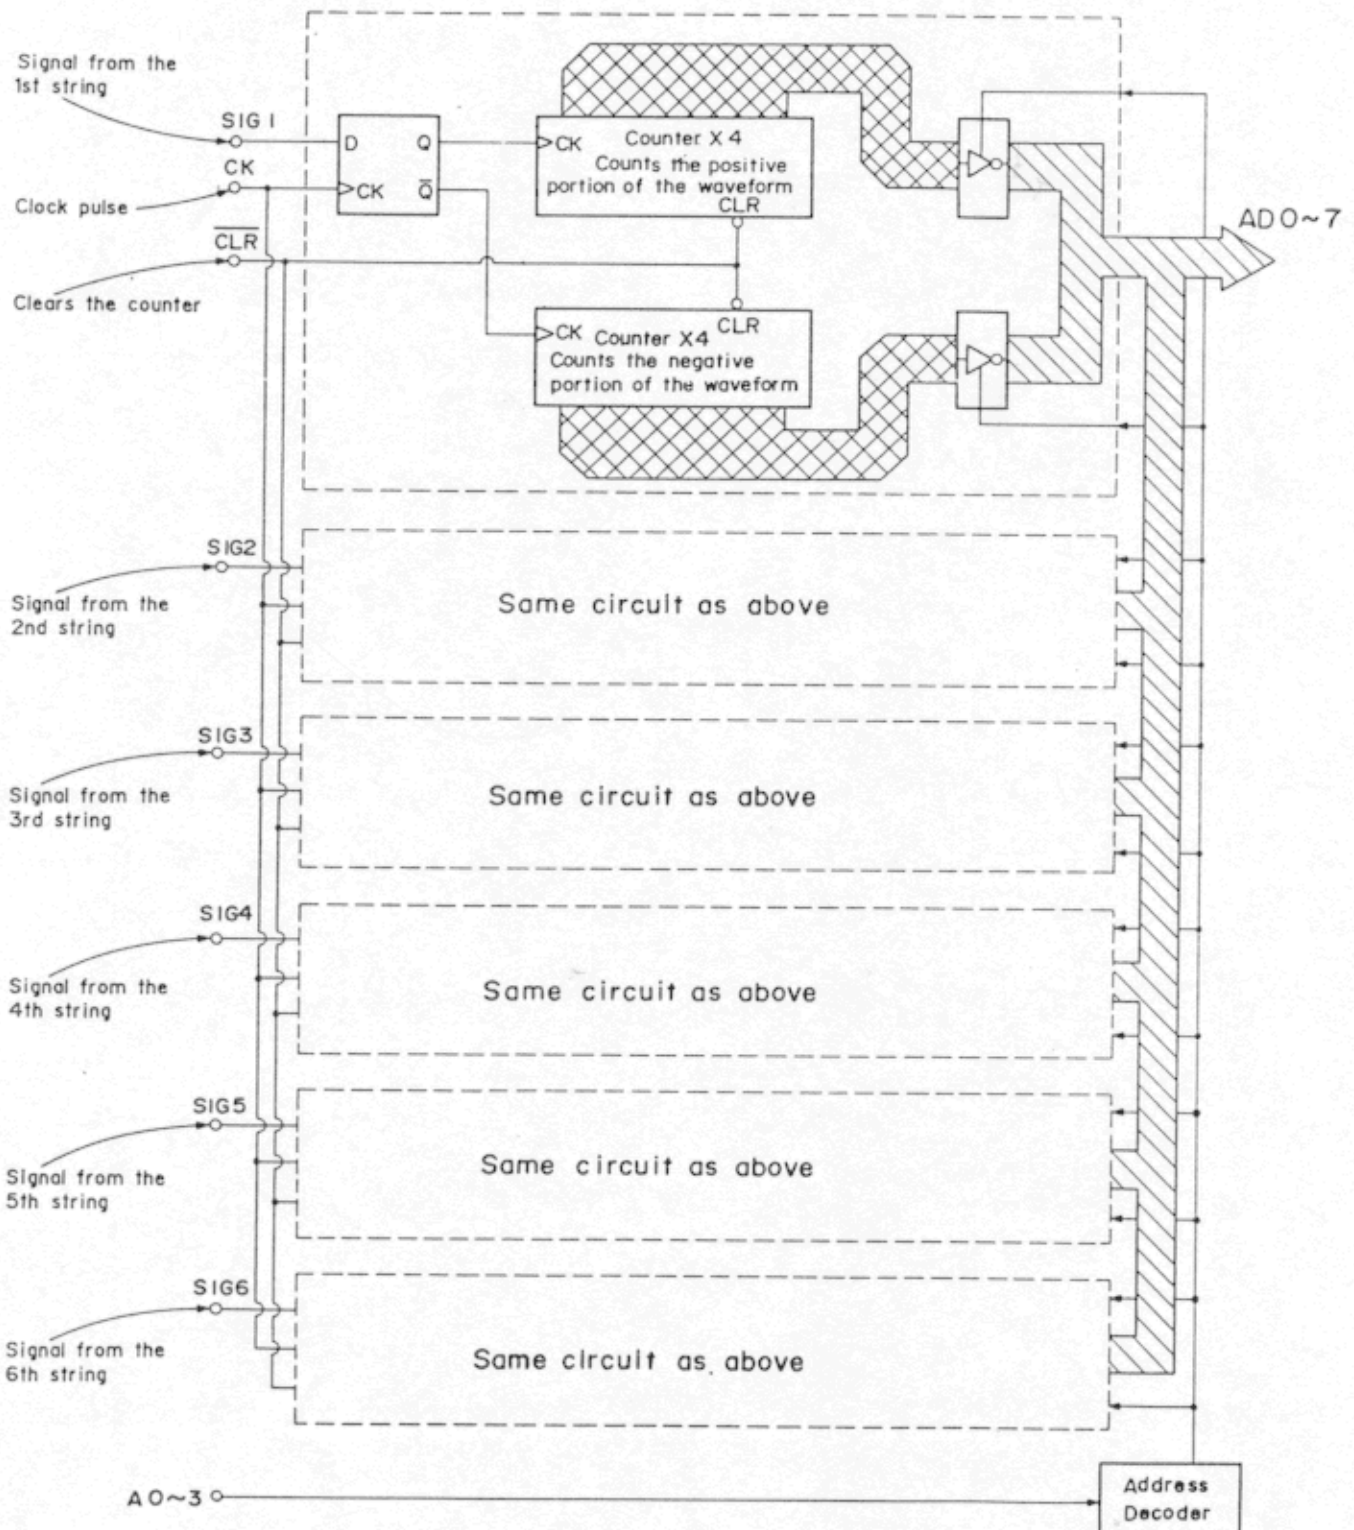 Signal from the
1st string
SIG 1
CK
Clock pulse
CLR
Clears the counter
D Q
CK Q
CK Counter X 4
Counts the positive
portion of the waveform
CLR
CLR
CK Counter X4
Counts the negative
portion of the waveform
AD 0~7
SIG2
Signal from the
2nd string
Same circuit as above
SIG3
Signal from the
3rd string
Same circuit as above
SIG4
Signal from the
4th string
Same circuit as above
SIG5
Signal from the
5th string
Same circuit as above
SIG6
Signal from the
6th string
Same circuit as above
A 0~3
Address
Decoder